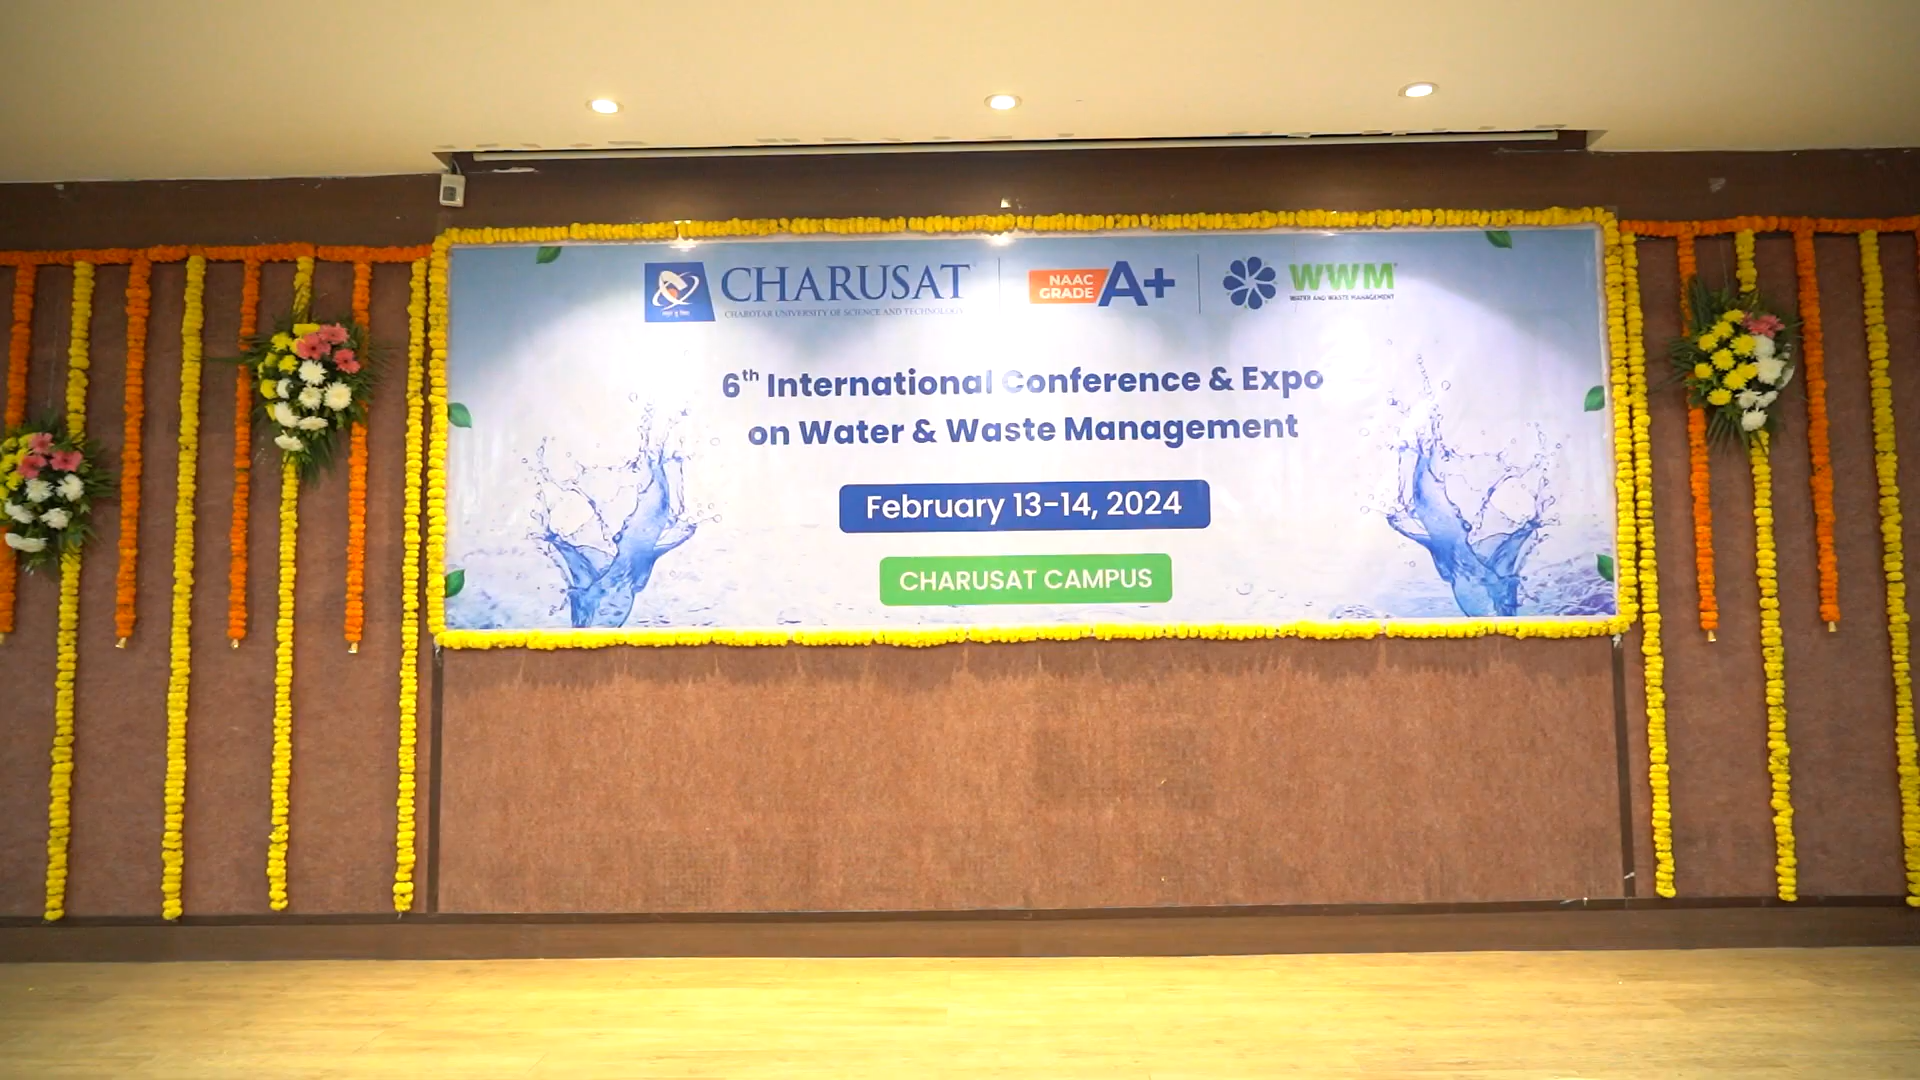 CHARUSAT
CHAROTAR UNIVERSITY OF SCIENCE AND TECHNOLOGY
NAAC
GRADE
A+
WWM
WATER AND WASTE MANAGEMENT
6th International Conference & Expo
on Water & Waste Management
February 13-14, 2024
CHARUSAT CAMPUS